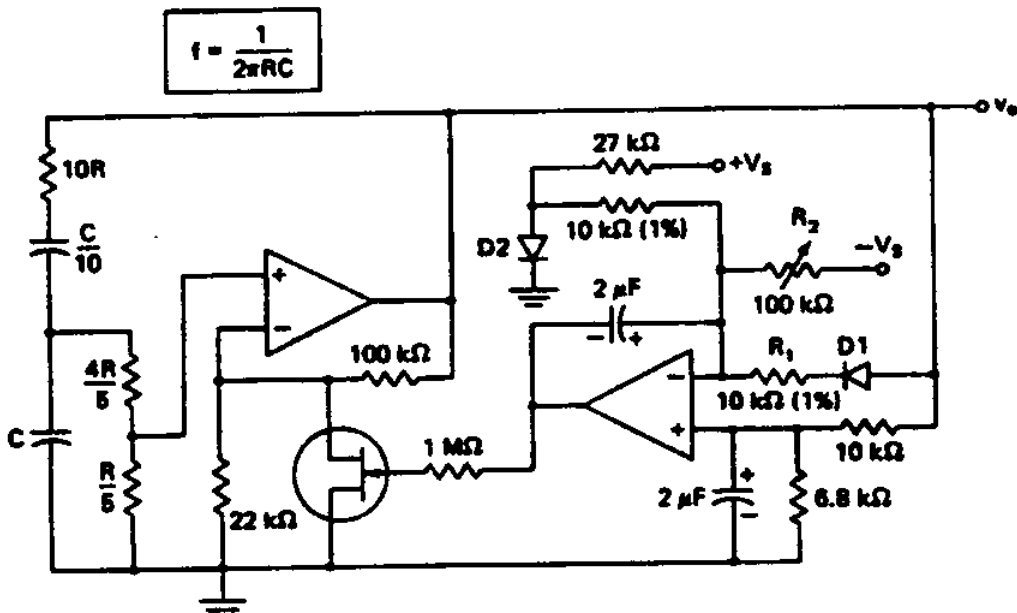 f = 1 / 2πRC
vo
10R
27 kΩ
+Vs
10 kΩ (1%)
R2
D2
−Vs
C/10
2 μF
100 kΩ
+
−
− +
100 kΩ
R1
D1
4R/5
10 kΩ (1%)
−
+
C
1 MΩ
10 kΩ
R/5
+
2 μF
−
6.8 kΩ
22 kΩ